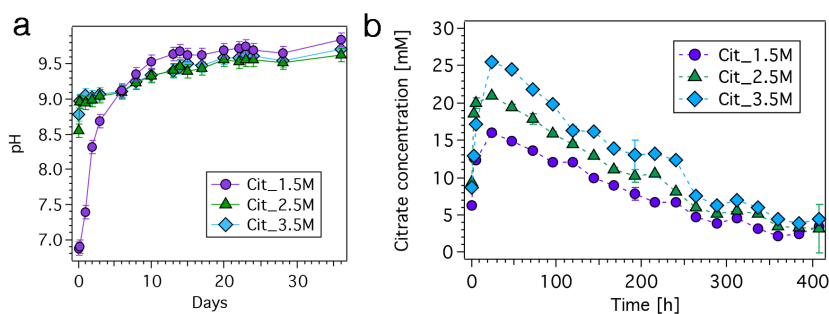 a
pH
9.5
9.0
8.5
8.0
7.5
7.0
0
10
20
30
Days
Cit_1.5M
Cit_2.5M
Cit_3.5M
b
Citrate concentration [mM]
30
25
20
15
10
5
0
0
100
200
300
400
Time [h]
Cit_1.5M
Cit_2.5M
Cit_3.5M